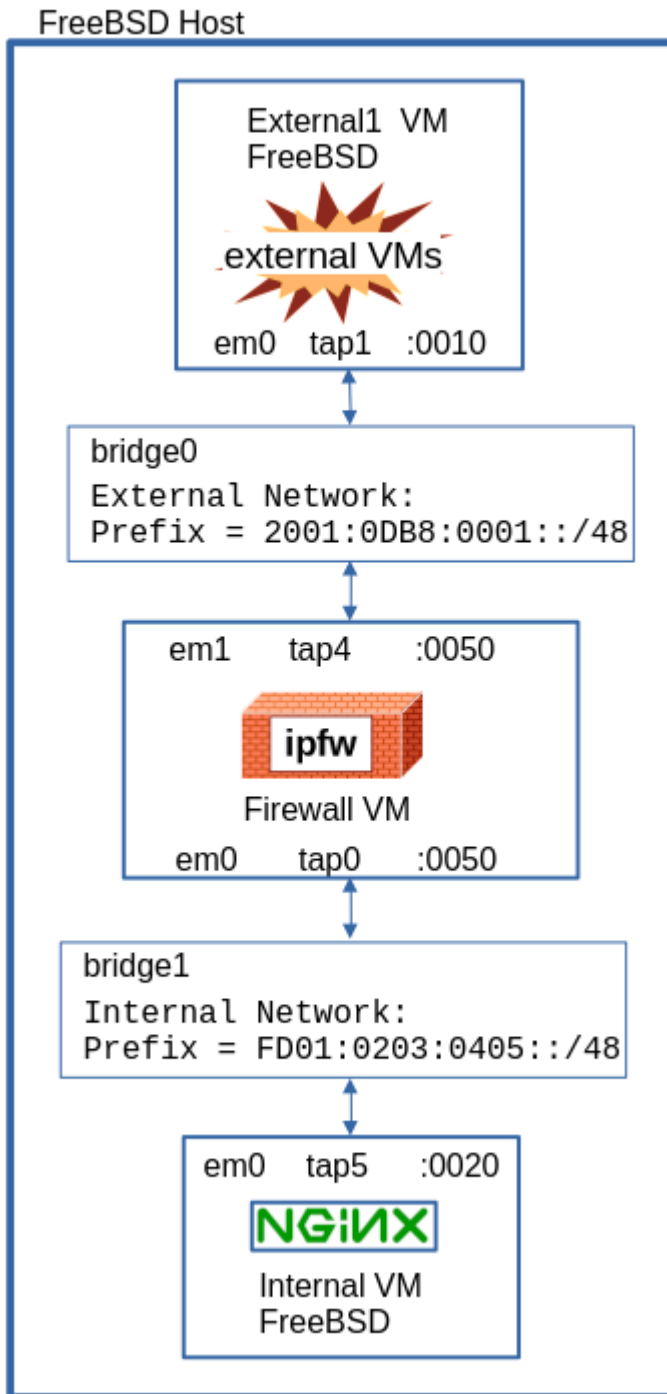 FreeBSD Host
External1 VM
FreeBSD
external VMs
em0 tap1 :0010
bridge0
External Network:
Prefix = 2001:0DB8:0001::/48
em1 tap4 :0050
ipfw
Firewall VM
em0 tap0 :0050
bridge1
Internal Network:
Prefix = FD01:0203:0405::/48
em0 tap5 :0020
NGiNX
Internal VM
FreeBSD